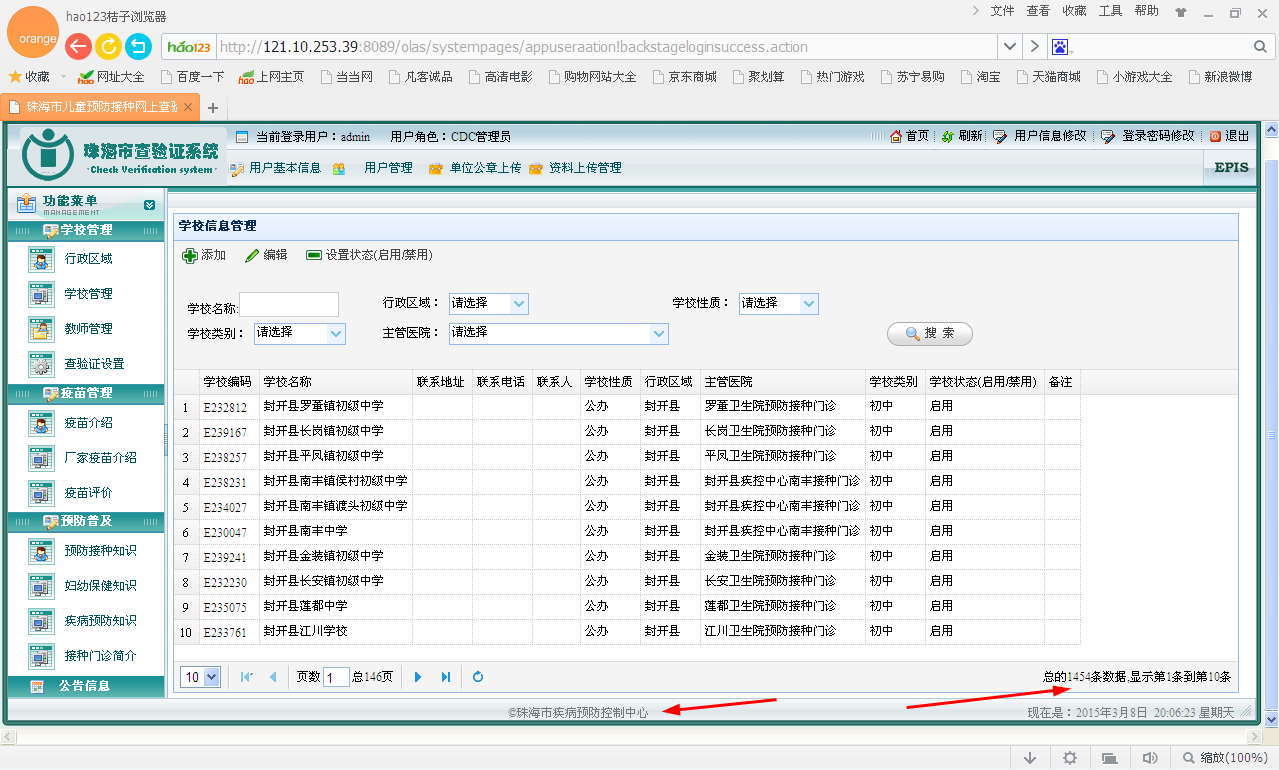 hao123桔子浏览器
文件 查看 收藏 工具 帮助
orange
hao123 http://121.10.253.39:8089/olas/systempages/appuseraction!backstageloginsuccess.action
收藏 网址大全 百度一下 上网主页 当当网 凡客诚品 高清电影 购物网站大全 京东商城 聚划算 热门游戏 苏宁易购 淘宝 天猫商城 小游戏大全 新浪微博
珠海市儿童预防接种网上查验
珠海市查验证系统
·Check Verification system·
当前登录用户：admin 用户角色：CDC管理员
首页 刷新 用户信息修改 登录密码修改 退出
用户基本信息 用户管理 单位公章上传 资料上传管理
EPIS
功能菜单
MANAGEMENT
学校管理
行政区域
学校管理
教师管理
查验证设置
疫苗管理
疫苗介绍
厂家疫苗介绍
疫苗评价
预防普及
预防接种知识
妇幼保健知识
疾病预防知识
接种门诊简介
公告信息
学校信息管理
添加 编辑 设置状态(启用/禁用)
学校名称: 行政区域： 请选择 学校性质： 请选择
学校类别： 请选择 主管医院： 请选择 搜 索
学校编码 学校名称 联系地址 联系电话 联系人 学校性质 行政区域 主管医院 学校类别 学校状态(启用/禁用) 备注
1 E232812 封开县罗董镇初级中学 公办 封开县 罗董卫生院预防接种门诊 初中 启用
2 E239167 封开县长岗镇初级中学 公办 封开县 长岗卫生院预防接种门诊 初中 启用
3 E238257 封开县平凤镇初级中学 公办 封开县 平凤卫生院预防接种门诊 初中 启用
4 E238231 封开县南丰镇侯村初级中学 公办 封开县 封开县疾控中心南丰接种门诊 初中 启用
5 E234027 封开县南丰镇渡头初级中学 公办 封开县 封开县疾控中心南丰接种门诊 初中 启用
6 E230047 封开县南丰中学 公办 封开县 封开县疾控中心南丰接种门诊 初中 启用
7 E239241 封开县金装镇初级中学 公办 封开县 金装卫生院预防接种门诊 初中 启用
8 E232230 封开县长安镇初级中学 公办 封开县 长安卫生院预防接种门诊 初中 启用
9 E235075 封开县莲都中学 公办 封开县 莲都卫生院预防接种门诊 初中 启用
10 E233761 封开县江川学校 公办 封开县 江川卫生院预防接种门诊 初中 启用
10 页数 1 总146页 总的1454条数据,显示第1条到第10条
©珠海市疾病预防控制中心 现在是：2015年3月8日 20:06:23 星期天
缩放(100%)